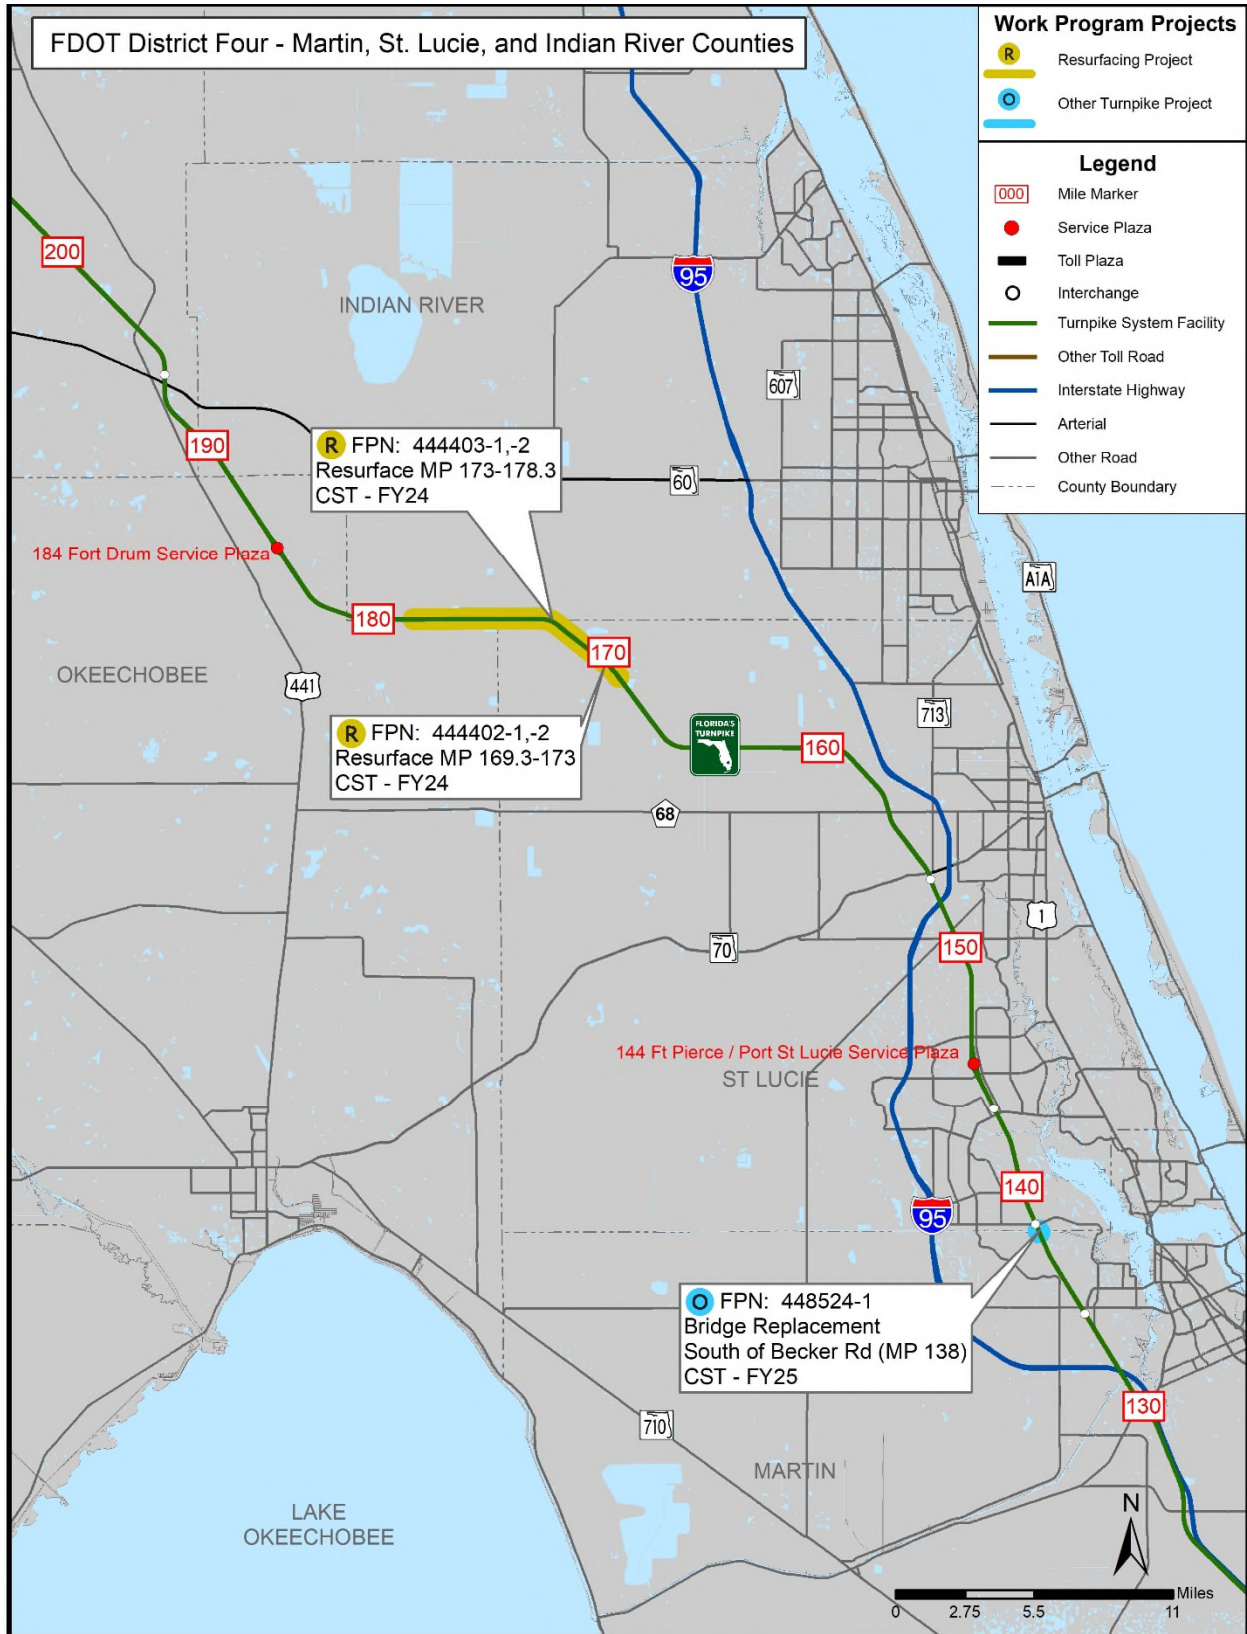 FDOT District Four - Martin, St. Lucie, and Indian River Counties
Work Program Projects
R Resurfacing Project
O Other Turnpike Project
Legend
000 Mile Marker
Service Plaza
Toll Plaza
Interchange
Turnpike System Facility
Other Toll Road
Interstate Highway
Arterial
Other Road
County Boundary
200
95
INDIAN RIVER
607
190
R FPN: 444403-1,-2
Resurface MP 173-178.3
CST - FY24
60
184 Fort Drum Service Plaza
A1A
180
170
OKEECHOBEE
441
713
R FPN: 444402-1,-2
Resurface MP 169.3-173
CST - FY24
FLORIDA'S
TURNPIKE
160
68
1
70
150
144 Ft Pierce / Port St Lucie Service Plaza
ST LUCIE
140
95
O FPN: 448524-1
Bridge Replacement
South of Becker Rd (MP 138)
CST - FY25
130
710
MARTIN
LAKE
OKEECHOBEE
N
Miles
0 2.75 5.5 11